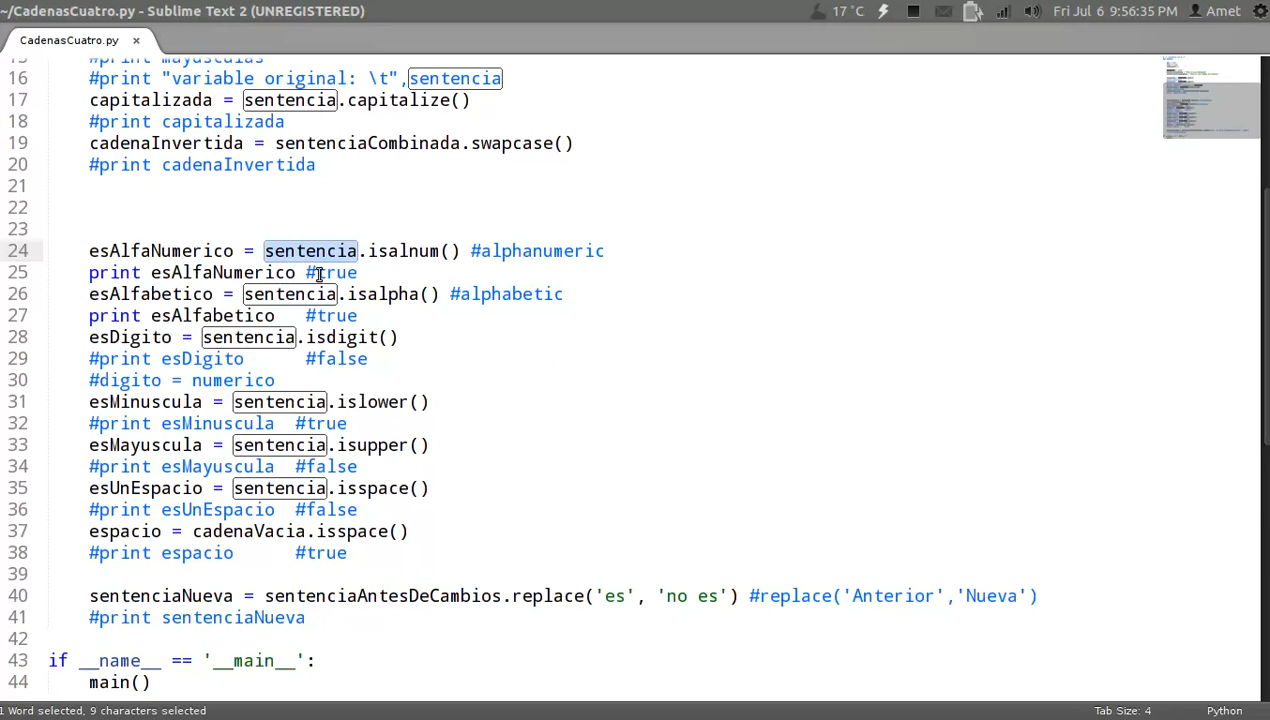 ~/CadenasCuatro.py - Sublime Text 2 (UNREGISTERED) 17 °C Fri Jul 6 9:56:35 PM Amet
CadenasCuatro.py ×
15 #print mayusculas
16 #print "variable original: \t",sentencia
17 capitalizada = sentencia.capitalize()
18 #print capitalizada
19 cadenaInvertida = sentenciaCombinada.swapcase()
20 #print cadenaInvertida
21
22
23
24 esAlfaNumerico = sentencia.isalnum() #alphanumeric
25 print esAlfaNumerico #true
26 esAlfabetico = sentencia.isalpha() #alphabetic
27 print esAlfabetico #true
28 esDigito = sentencia.isdigit()
29 #print esDigito #false
30 #digito = numerico
31 esMinuscula = sentencia.islower()
32 #print esMinuscula #true
33 esMayuscula = sentencia.isupper()
34 #print esMayuscula #false
35 esUnEspacio = sentencia.isspace()
36 #print esUnEspacio #false
37 espacio = cadenaVacia.isspace()
38 #print espacio #true
39
40 sentenciaNueva = sentenciaAntesDeCambios.replace('es', 'no es') #replace('Anterior','Nueva')
41 #print sentenciaNueva
42
43 if __name__ == '__main__':
44 main()
1 Word selected, 9 characters selected Tab Size: 4 Python